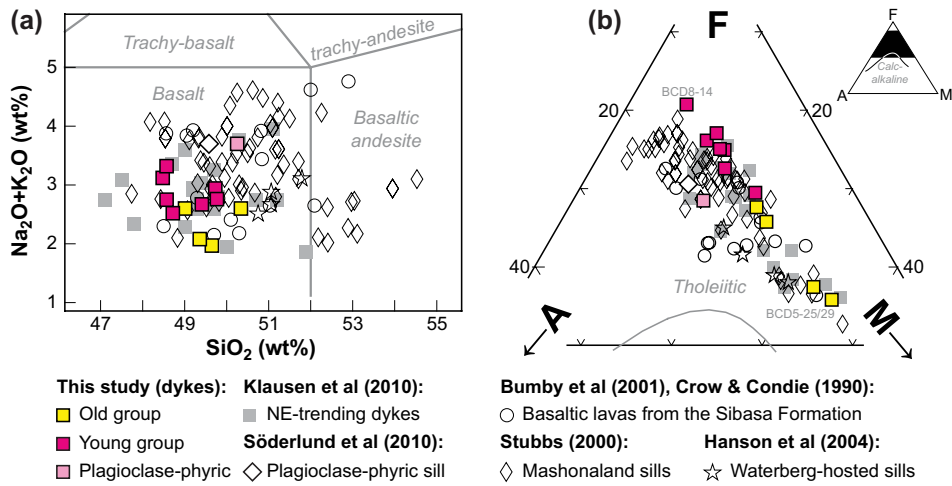 (a)
Trachy-basalt
trachy-andesite
Basalt
Basaltic
andesite
Na2O+K2O (wt%)
5
4
3
2
1
47
49
51
53
55
SiO2 (wt%)
(b)
F
BCD8-14
20
20
40
40
Tholeiitic
BCD5-25/29
A
M
F
Calc-
alkaline
A
M
This study (dykes):
Old group
Young group
Plagioclase-phyric
Klausen et al (2010):
NE-trending dykes
Söderlund et al (2010):
Plagioclase-phyric sill
Bumby et al (2001), Crow & Condie (1990):
Basaltic lavas from the Sibasa Formation
Stubbs (2000):
Mashonaland sills
Hanson et al (2004):
Waterberg-hosted sills